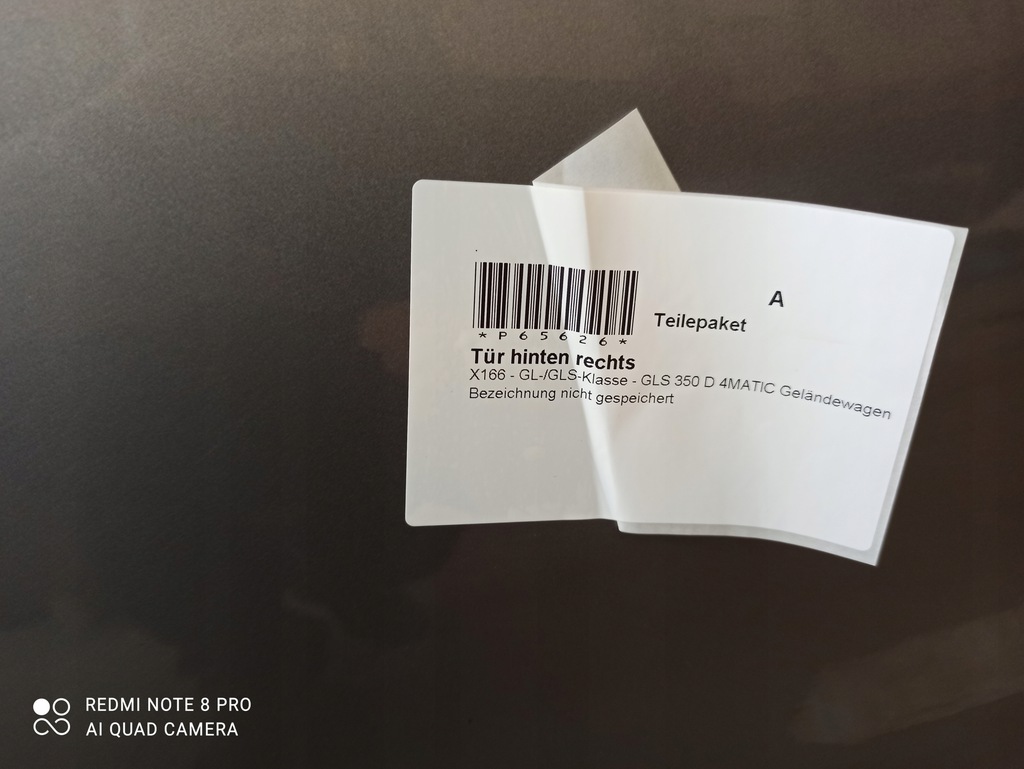 A
Teilepaket
*P65626*
Tür hinten rechts
X166 - GL-/GLS-Klasse - GLS 350 D 4MATIC Geländewagen
Bezeichnung nicht gespeichert
REDMI NOTE 8 PRO
AI QUAD CAMERA